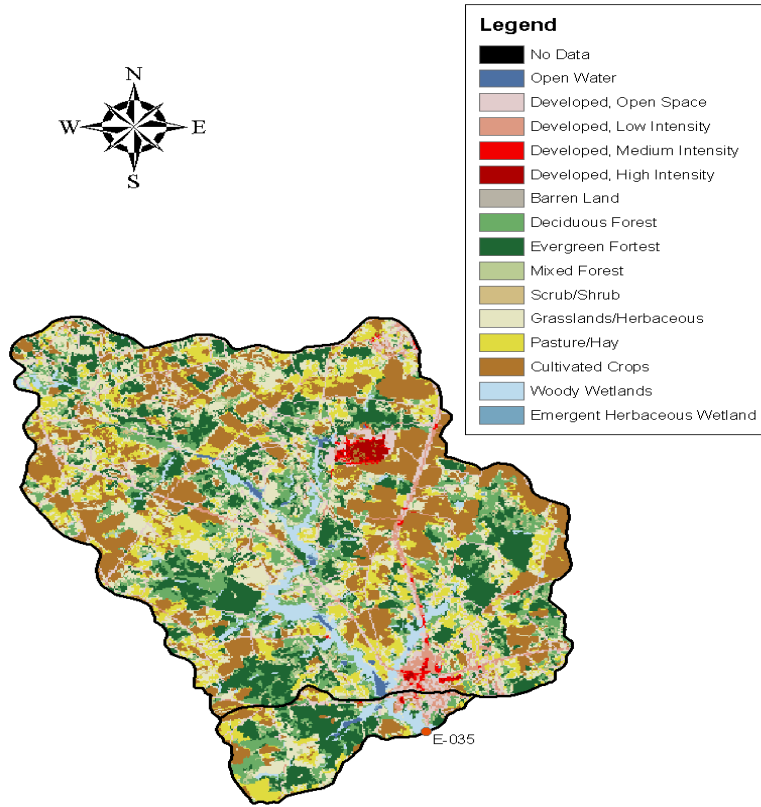 Legend
No Data
Open Water
Developed, Open Space
Developed, Low Intensity
Developed, Medium Intensity
Developed, High Intensity
Barren Land
Deciduous Forest
Evergreen Fortest
Mixed Forest
Scrub/Shrub
Grasslands/Herbaceous
Pasture/Hay
Cultivated Crops
Woody Wetlands
Emergent Herbaceous Wetland
N
W E
S
E-035